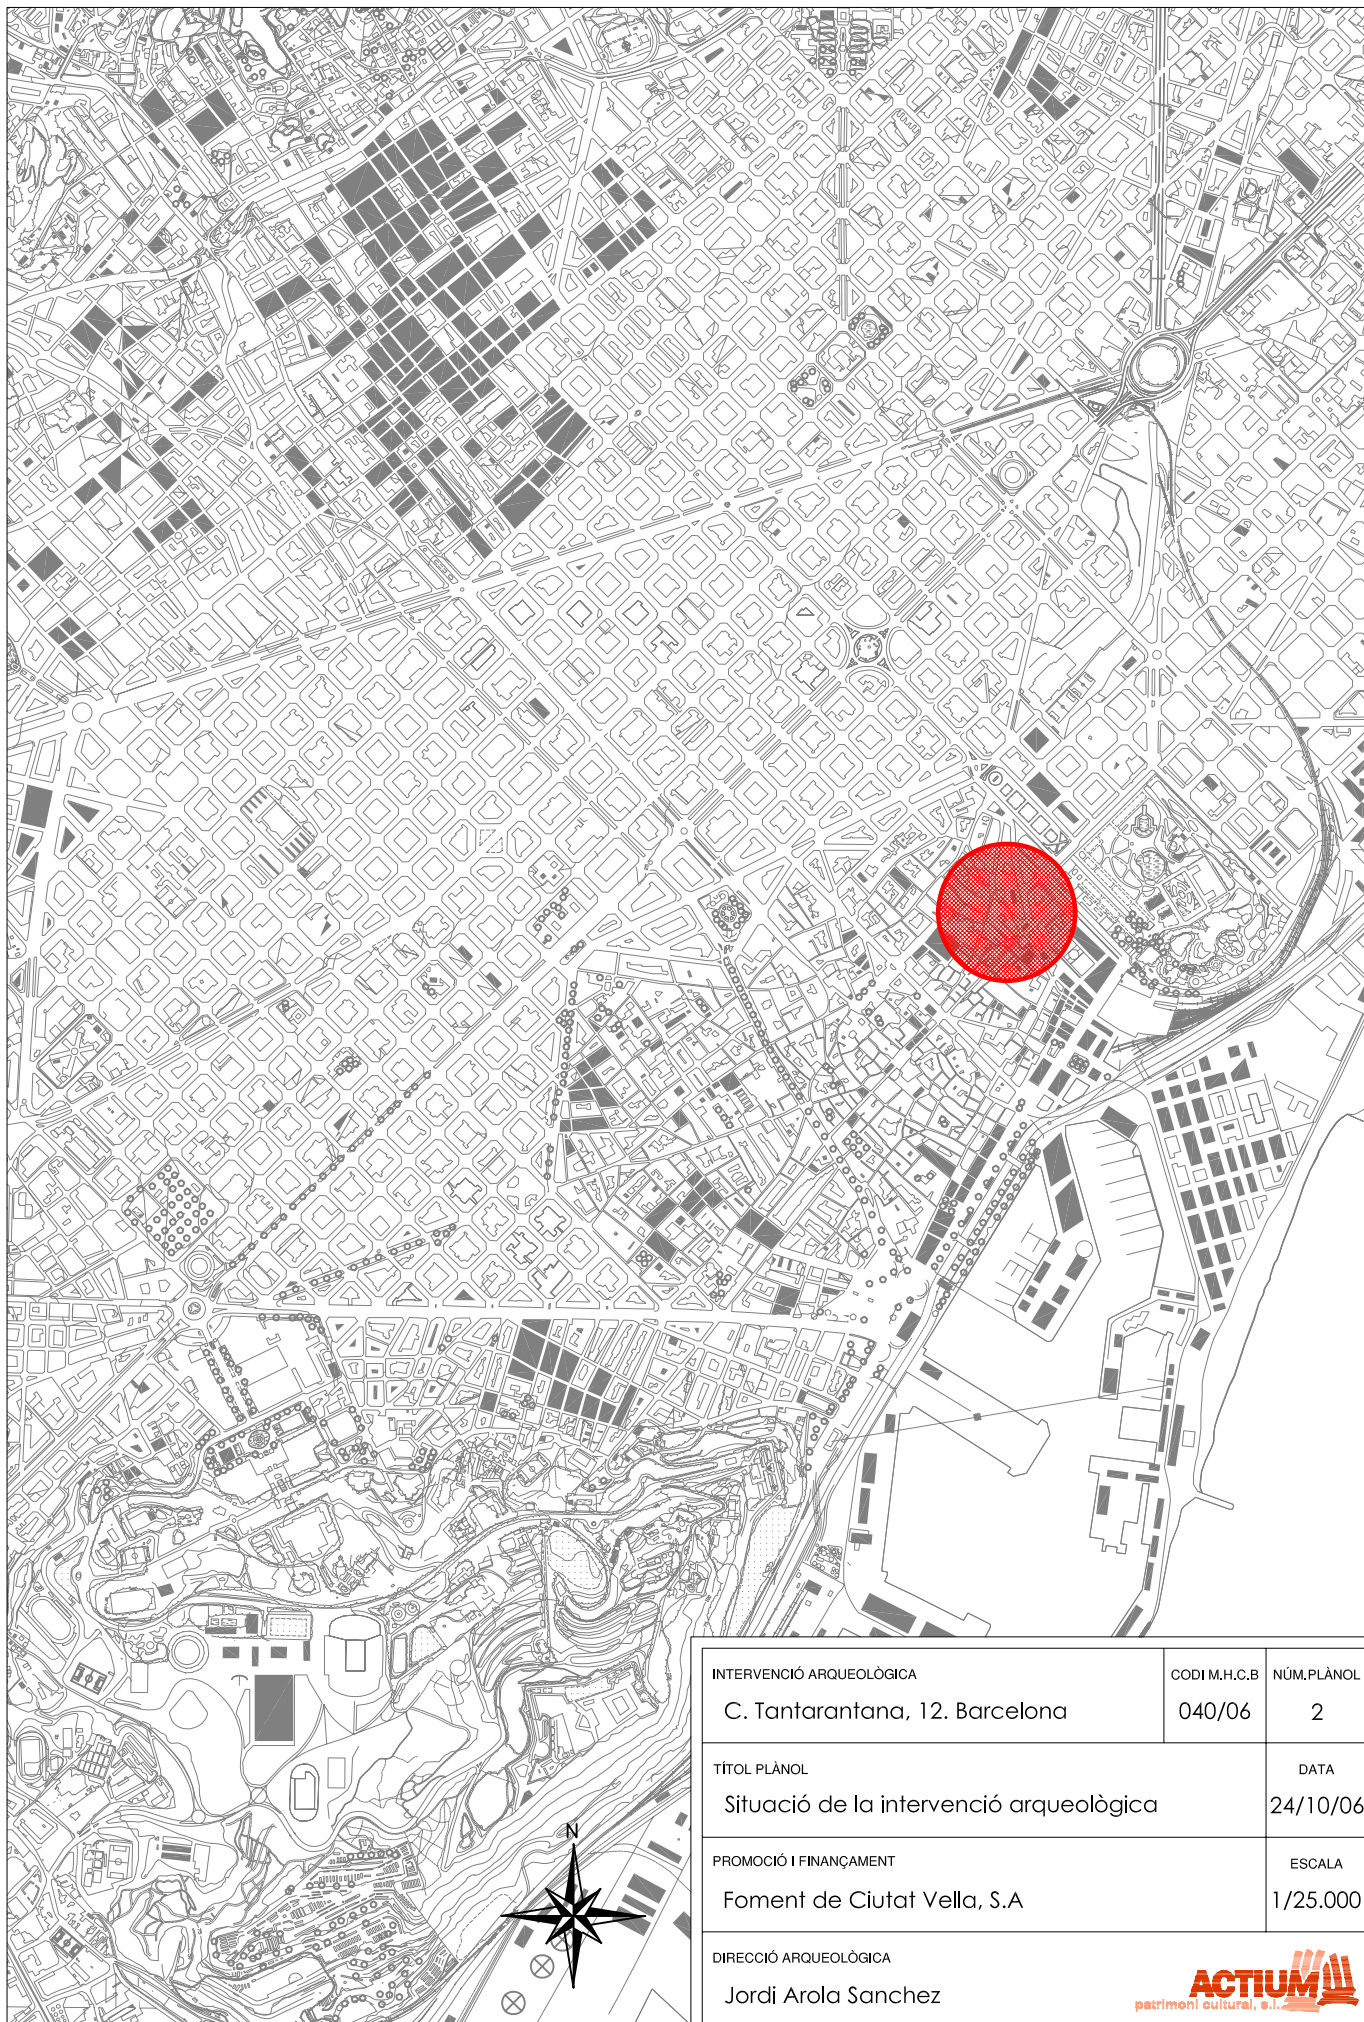 N
INTERVENCIÓ ARQUEOLÒGICA
C. Tantarantana, 12. Barcelona
CODI M.H.C.B
040/06
NÚM.PLÀNOL
2
TÍTOL PLÀNOL
Situació de la intervenció arqueològica
DATA
24/10/06
PROMOCIÓ I FINANÇAMENT
Foment de Ciutat Vella, S.A
ESCALA
1/25.000
DIRECCIÓ ARQUEOLÒGICA
Jordi Arola Sanchez
ACTIUM
patrimoni cultural, s.l.